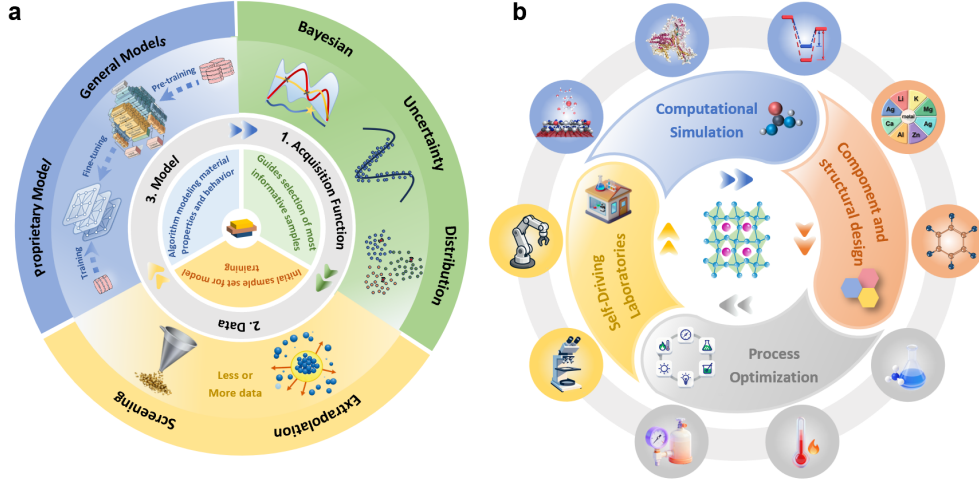 a
General Models
Proprietary Model
Pre-training
Fine-tuning
Training
Bayesian
Uncertainty
Distribution
3. Model
1. Acquisition Function
2. Data
Algorithm modeling material
Properties and behavior
Guides selection of most
informative samples
Initial sample set for model
training
Screening
Less or
More data
Extrapolation
b
Computational
Simulation
Component and
structural design
Process
Optimization
Self-Driving
Laboratories
Li
K
Mg
Ag
Zn
Al
Ca
Ag
metal